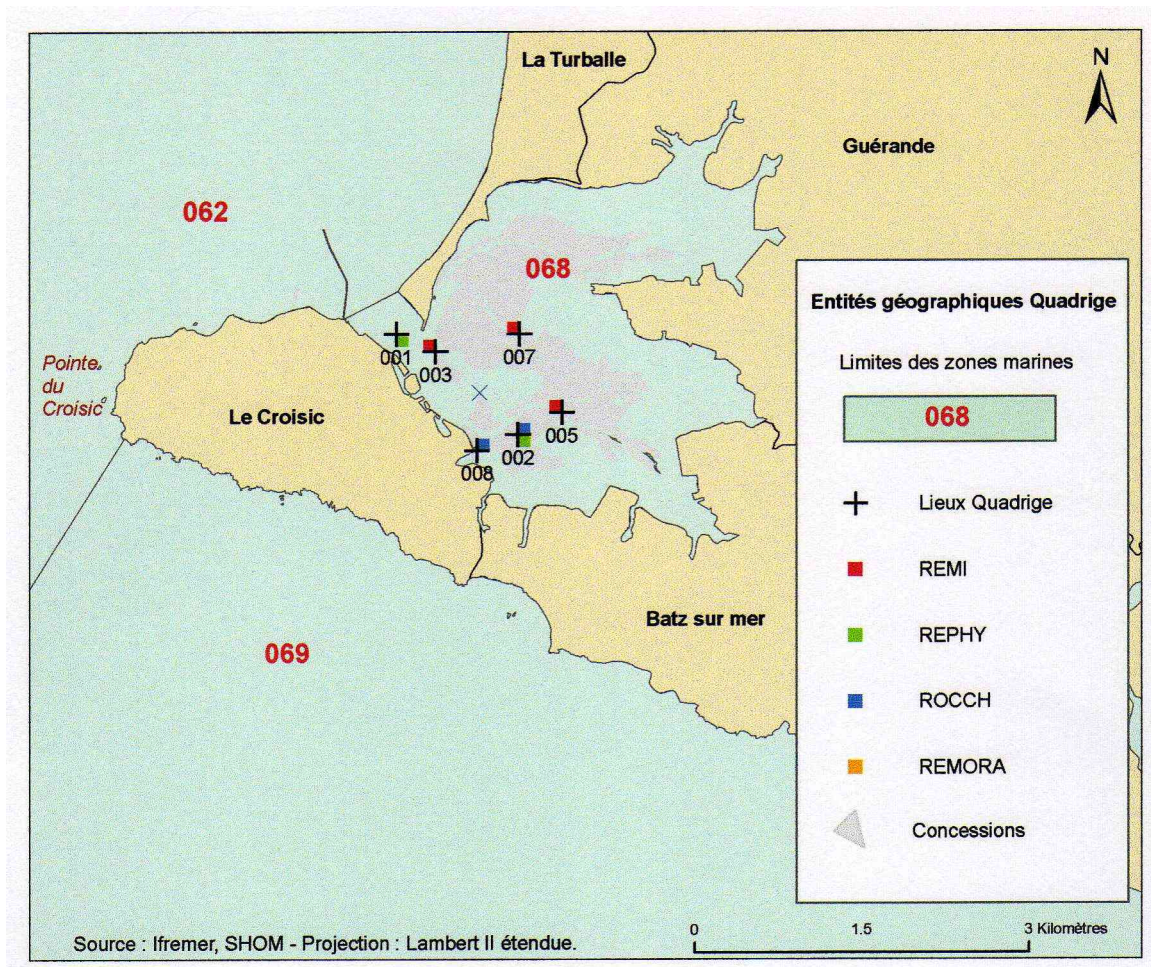 La Turballe
N
Guérande
062
068
Entités géographiques Quadrige
Limites des zones marines
068
Lieux Quadrige
REMI
REPHY
ROCCH
REMORA
Concessions
001
003
007
005
002
008
Pointe
du
Croisic
Le Croisic
Batz sur mer
069
Source : Ifremer, SHOM - Projection : Lambert II étendue.
0 1.5 3 Kilomètres